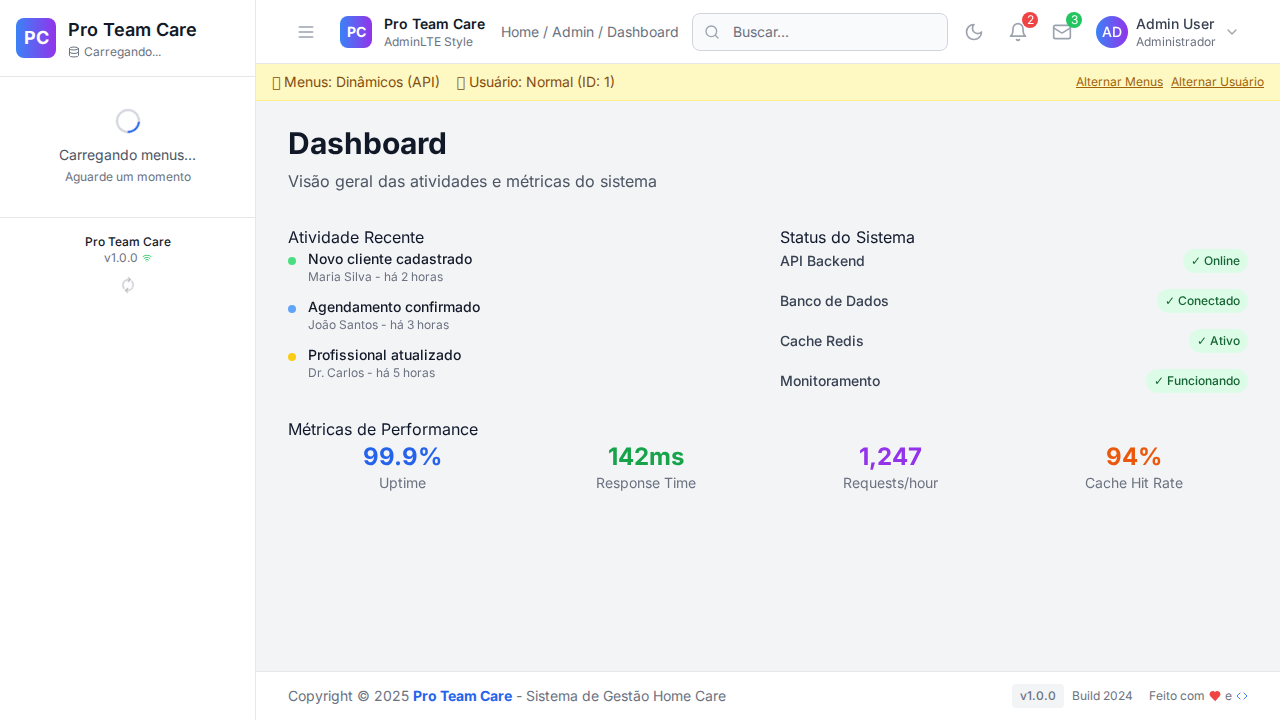 PC
Pro Team Care
Carregando...
Carregando menus...
Aguarde um momento
Pro Team Care
v1.0.0
PC
Pro Team Care
AdminLTE Style
Home / Admin / Dashboard
Buscar...
2
3
AD
Admin User
Administrador
Menus: Dinâmicos (API)
Usuário: Normal (ID: 1)
Alternar Menus
Alternar Usuário
Dashboard
Visão geral das atividades e métricas do sistema
Atividade Recente
Novo cliente cadastrado
Maria Silva - há 2 horas
Agendamento confirmado
João Santos - há 3 horas
Profissional atualizado
Dr. Carlos - há 5 horas
Status do Sistema
API Backend
✓ Online
Banco de Dados
✓ Conectado
Cache Redis
✓ Ativo
Monitoramento
✓ Funcionando
Métricas de Performance
99.9%
Uptime
142ms
Response Time
1,247
Requests/hour
94%
Cache Hit Rate
Copyright © 2025 Pro Team Care - Sistema de Gestão Home Care
v1.0.0
Build 2024
Feito com ♥ e <>